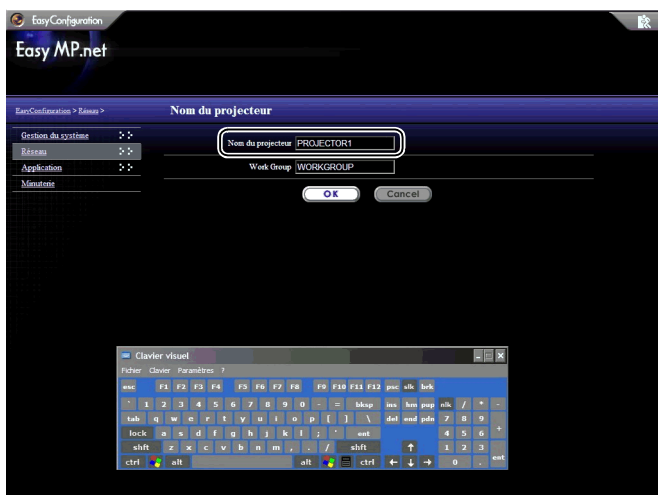 EasyConfiguration
Easy MP.net
EasyConfiguration > Réseau >
Nom du projecteur
Gestion du système
Réseau
Application
Minuterie
Nom du projecteur PROJECTOR1
Work Group WORKGROUP
OK Cancel
Clavier visuel
Fichier Clavier Paramètres ?
esc F1 F2 F3 F4 F5 F6 F7 F8 F9 F10 F11 F12 psc slk brk
` 1 2 3 4 5 6 7 8 9 0 - = bksp ins hm pup nlk / * -
tab q w e r t y u i o p [ ] \ del end pdn 7 8 9 +
lock a s d f g h j k l ; ' ent 4 5 6
shft z x c v b n m , . / shft ↑ 1 2 3 ent
ctrl alt alt ctrl ← ↓ → 0 .